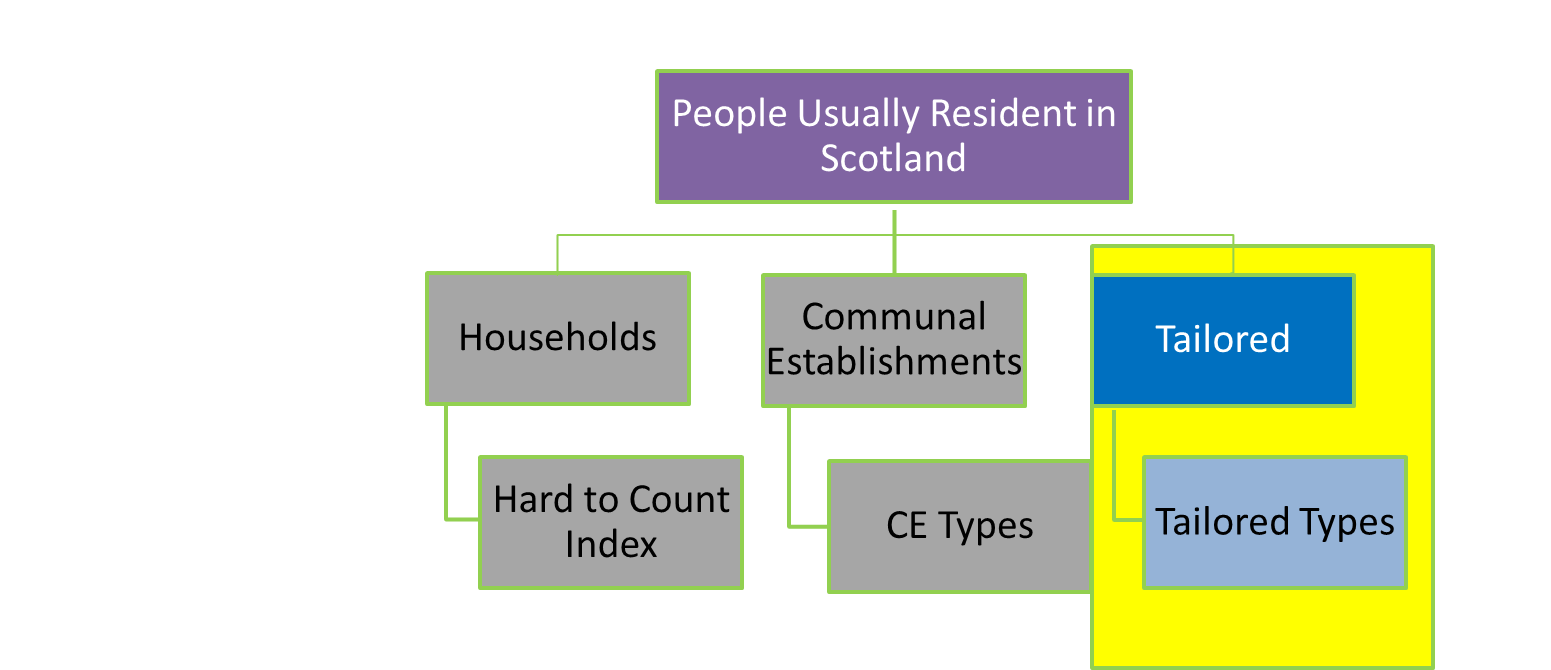 People Usually Resident in
Scotland
Households
Communal
Establishments
Tailored
Hard to Count
Index
CE Types
Tailored Types